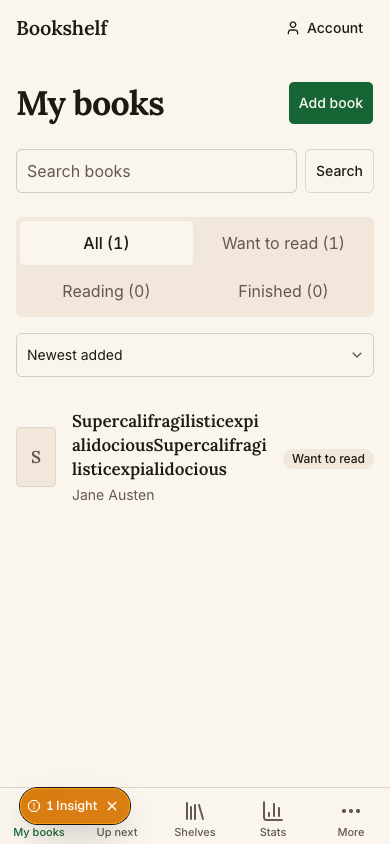 Bookshelf
Account
My books
Add book
Search books
Search
All (1)
Want to read (1)
Reading (0)
Finished (0)
Newest added
S
Supercalifragilisticexpi
alidociousSupercalifragi
listicexpialidocious
Jane Austen
Want to read
1 Insight
My books
Up next
Shelves
Stats
More